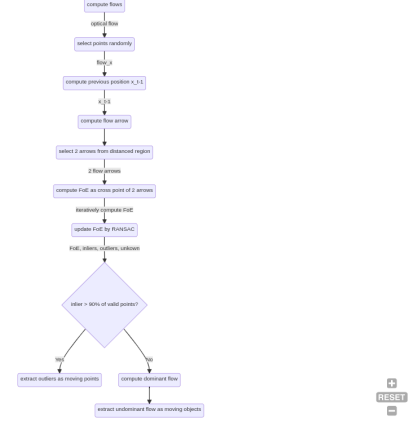 compute flows
optical flow
select points randomly
flow_x
compute previous position x_t-1
x_t-1
compute flow arrow
select 2 arrows from distanced region
2 flow arrows
compute FoE as cross point of 2 arrows
iteratively compute FoE
update FoE by RANSAC
FoE, inliers, outliers, unkown
inlier > 90% of valid points?
Yes
No
extract outliers as moving points
compute dominant flow
extract undominant flow as moving objects
RESET